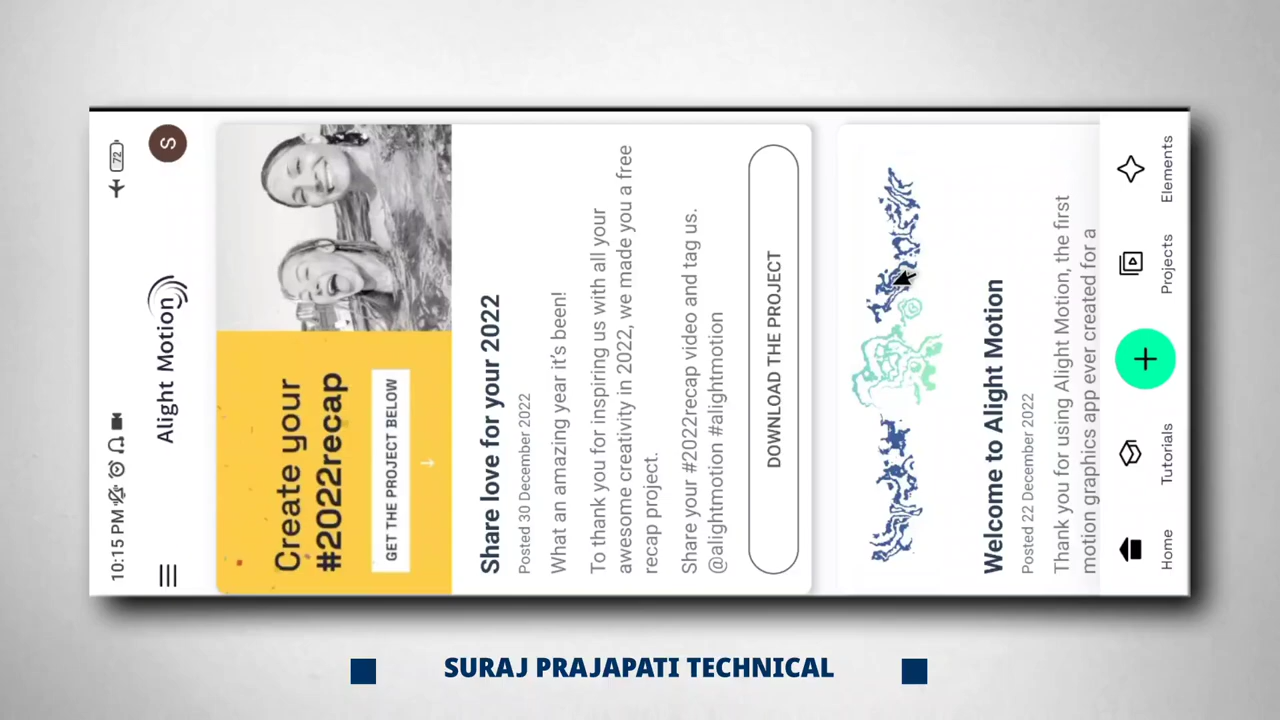 10:15 PM
72
Alight Motion
S
Create your
#2022recap
GET THE PROJECT BELOW
Share love for your 2022
Posted 30 December 2022
What an amazing year it's been!
To thank you for inspiring us with all your
awesome creativity in 2022, we made you a free
recap project.
Share your #2022recap video and tag us.
@alightmotion #alightmotion
DOWNLOAD THE PROJECT
Welcome to Alight Motion
Posted 22 December 2022
Thank you for using Alight Motion, the first
motion graphics app ever created for a
Home
Tutorials
Projects
Elements
SURAJ PRAJAPATI TECHNICAL